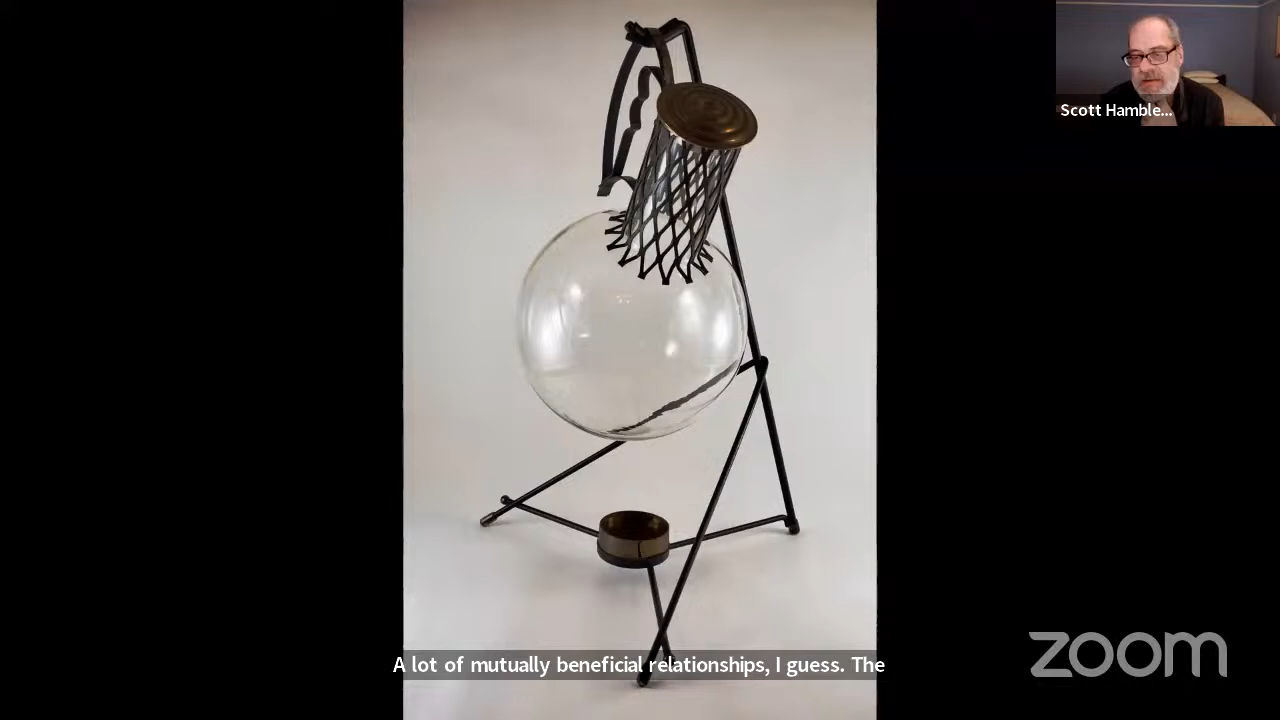 Scott Hamble...
A lot of mutually beneficial relationships, I guess. The
zoom